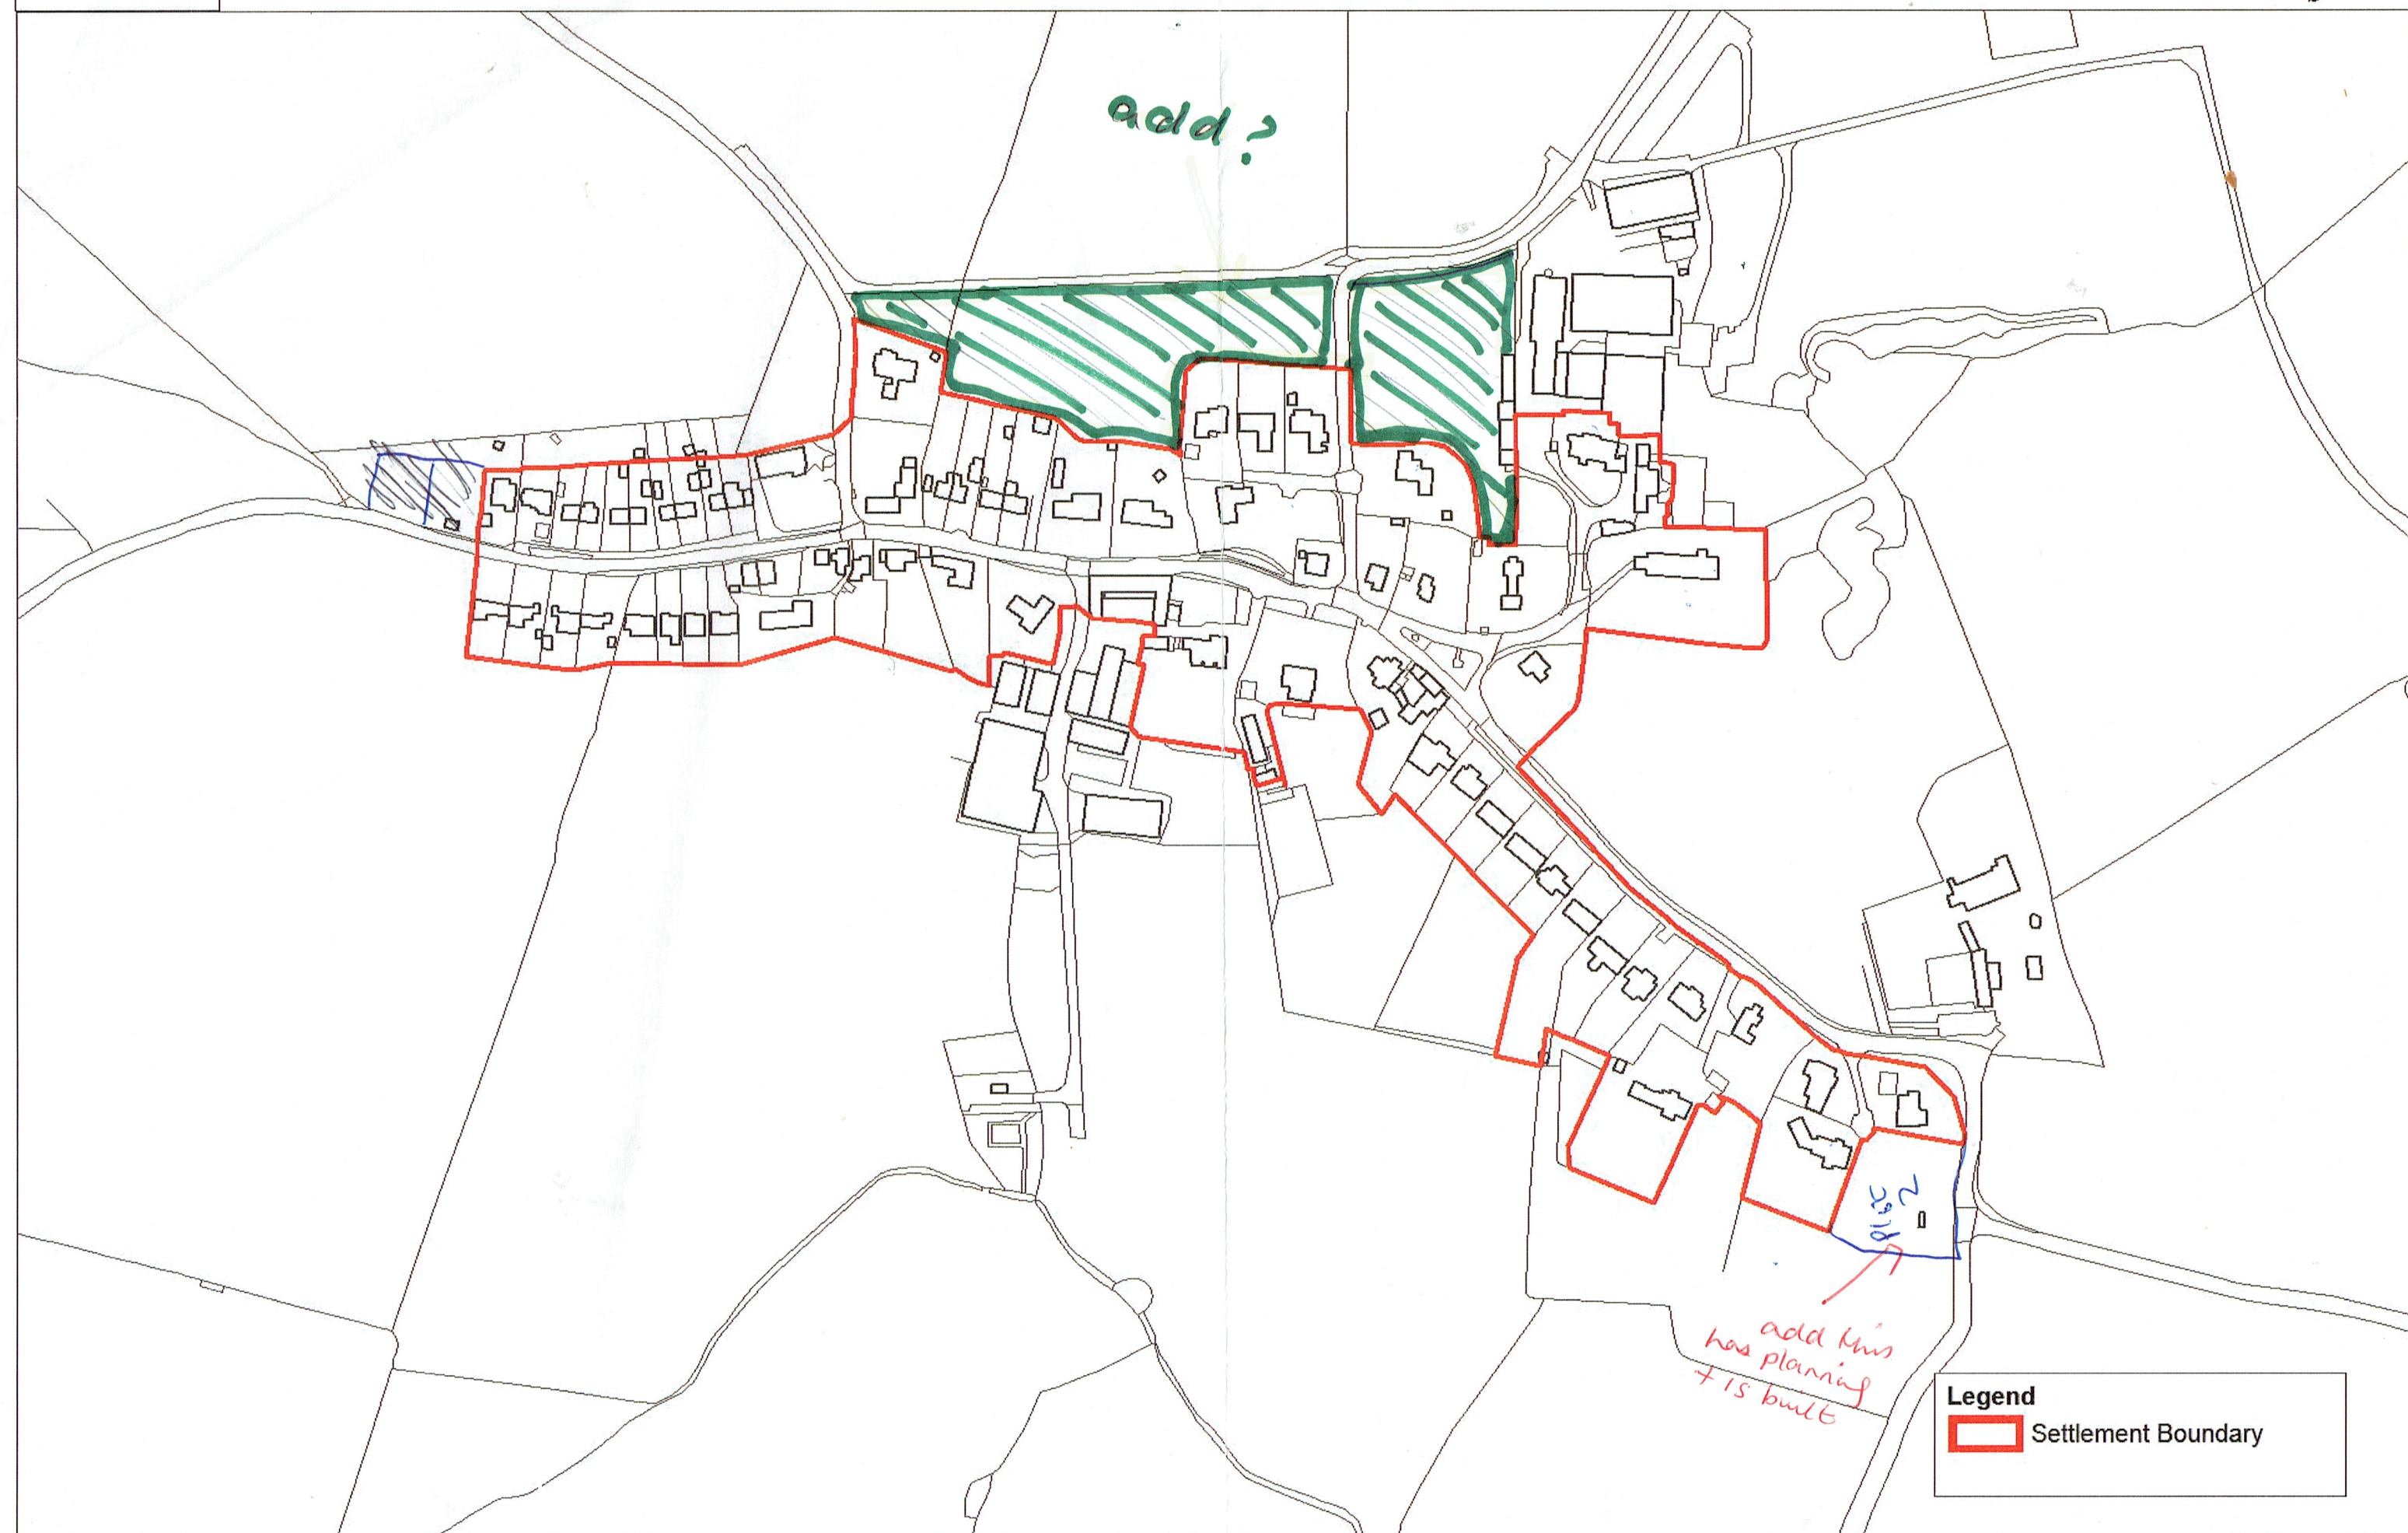 add?
add this
has planning
+ is built
Legend
Settlement Boundary